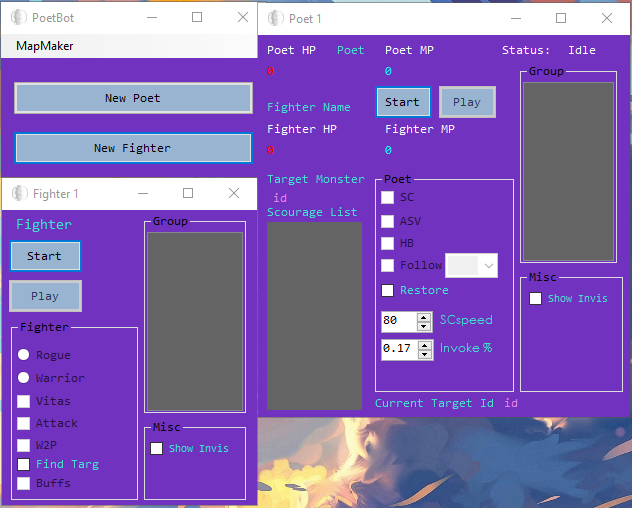 PoetBot
MapMaker
New Poet
New Fighter
Poet 1
Poet HP Poet Poet MP Status: Idle
0 0
Fighter Name Start Play
Fighter HP Fighter MP
0 0
Target Monster
id
Scourage List
Poet
SC
ASV
HB
Follow
Restore
80 SCspeed
0.17 Invoke %
Current Target Id id
Group
Misc
Show Invis
Fighter 1
Fighter
Start
Play
Fighter
Rogue
Warrior
Vitas
Attack
W2P
Find Targ
Buffs
Group
Misc
Show Invis